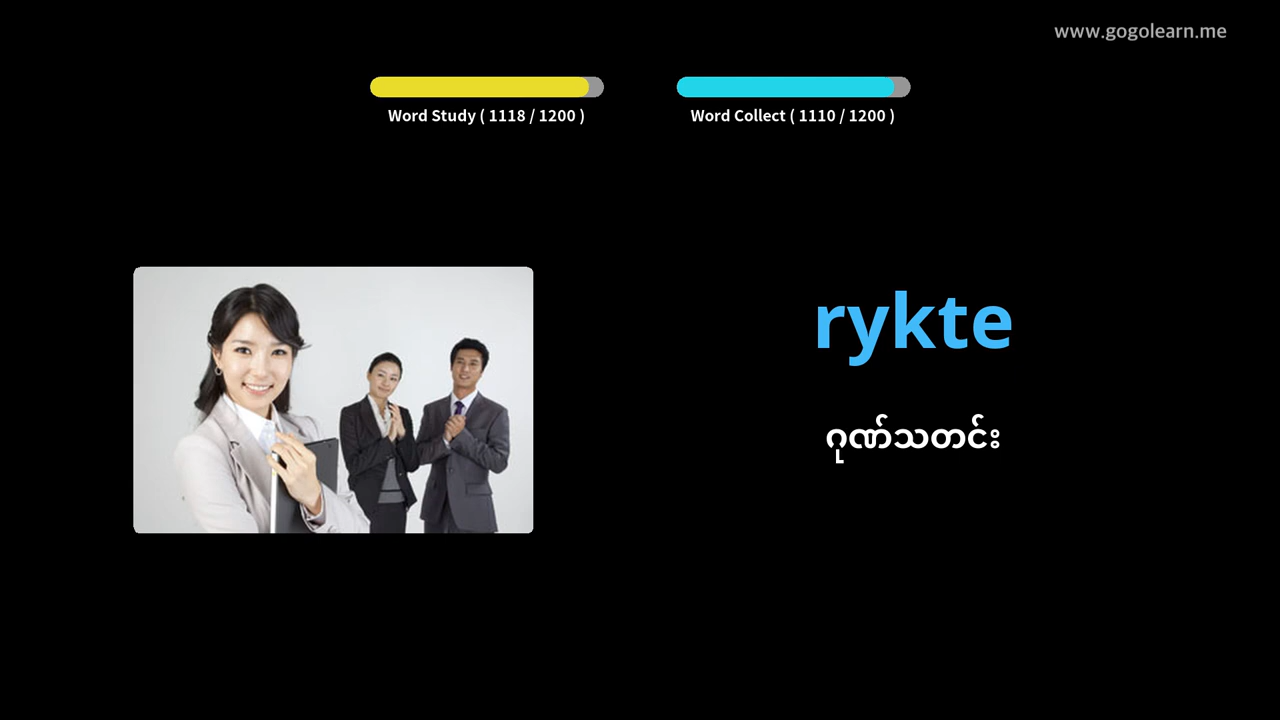 www.gogolearn.me
Word Study ( 1118 / 1200 )
Word Collect ( 1110 / 1200 )
rykte
ဂုဏ်သတင်း